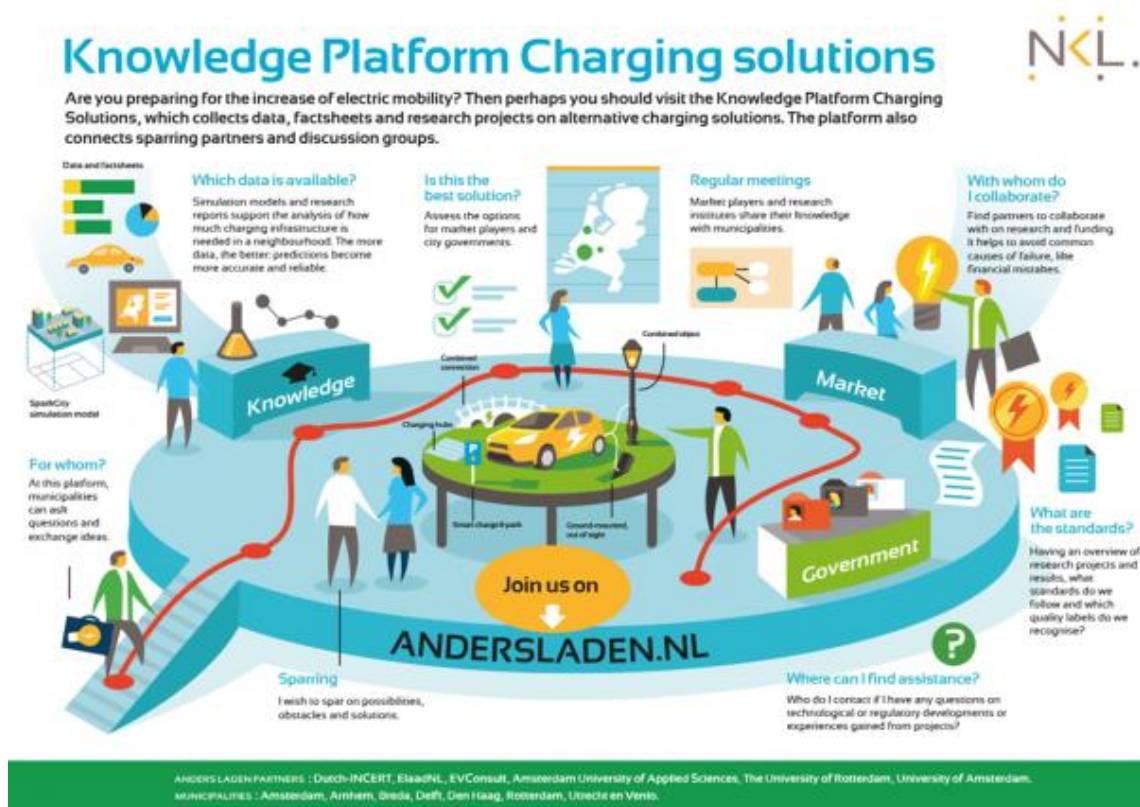 Knowledge Platform Charging solutions
NKL.
Are you preparing for the increase of electric mobility? Then perhaps you should visit the Knowledge Platform Charging
Solutions, which collects data, factsheets and research projects on alternative charging solutions. The platform also
connects sparring partners and discussion groups.
Data and factsheets
Which data is available?
Simulation models and research
reports support the analysis of how
much charging infrastructure is
needed in a neighbourhood. The more
data, the better: predictions become
more accurate and reliable.
Is this the
best solution?
Assess the options
for market players and
city governments.
Regular meetings
Market players and research
institutes share their knowledge
with municipalities.
With whom do
I collaborate?
Find partners to collaborate
with on research and funding.
It helps to avoid common
causes of failure, like
financial mistakes.
SparkCity
simulation model
Knowledge
Combined
connection
Combined object
Market
Charging hubs
P
Smart charge & park
Ground-mounted,
out of sight
For whom?
At this platform,
municipalities
can ask
questions and
exchange ideas.
Government
What are
the standards?
Having an overview of
research projects and
results, what
standards do we
follow and which
quality labels do we
recognise?
Join us on
ANDERSLADEN.NL
Sparring
I wish to spar on possibilities,
obstacles and solutions.
?
Where can I find assistance?
Who do I contact if I have any questions on
technological or regulatory developments or
experiences gained from projects?
ANDERS LADEN PARTNERS : Dutch-INCERT, ElaadNL, EVConsult, Amsterdam University of Applied Sciences, The University of Rotterdam, University of Amsterdam.
MUNICIPALITIES : Amsterdam, Arnhem, Breda, Delft, Den Haag, Rotterdam, Utrecht en Venlo.